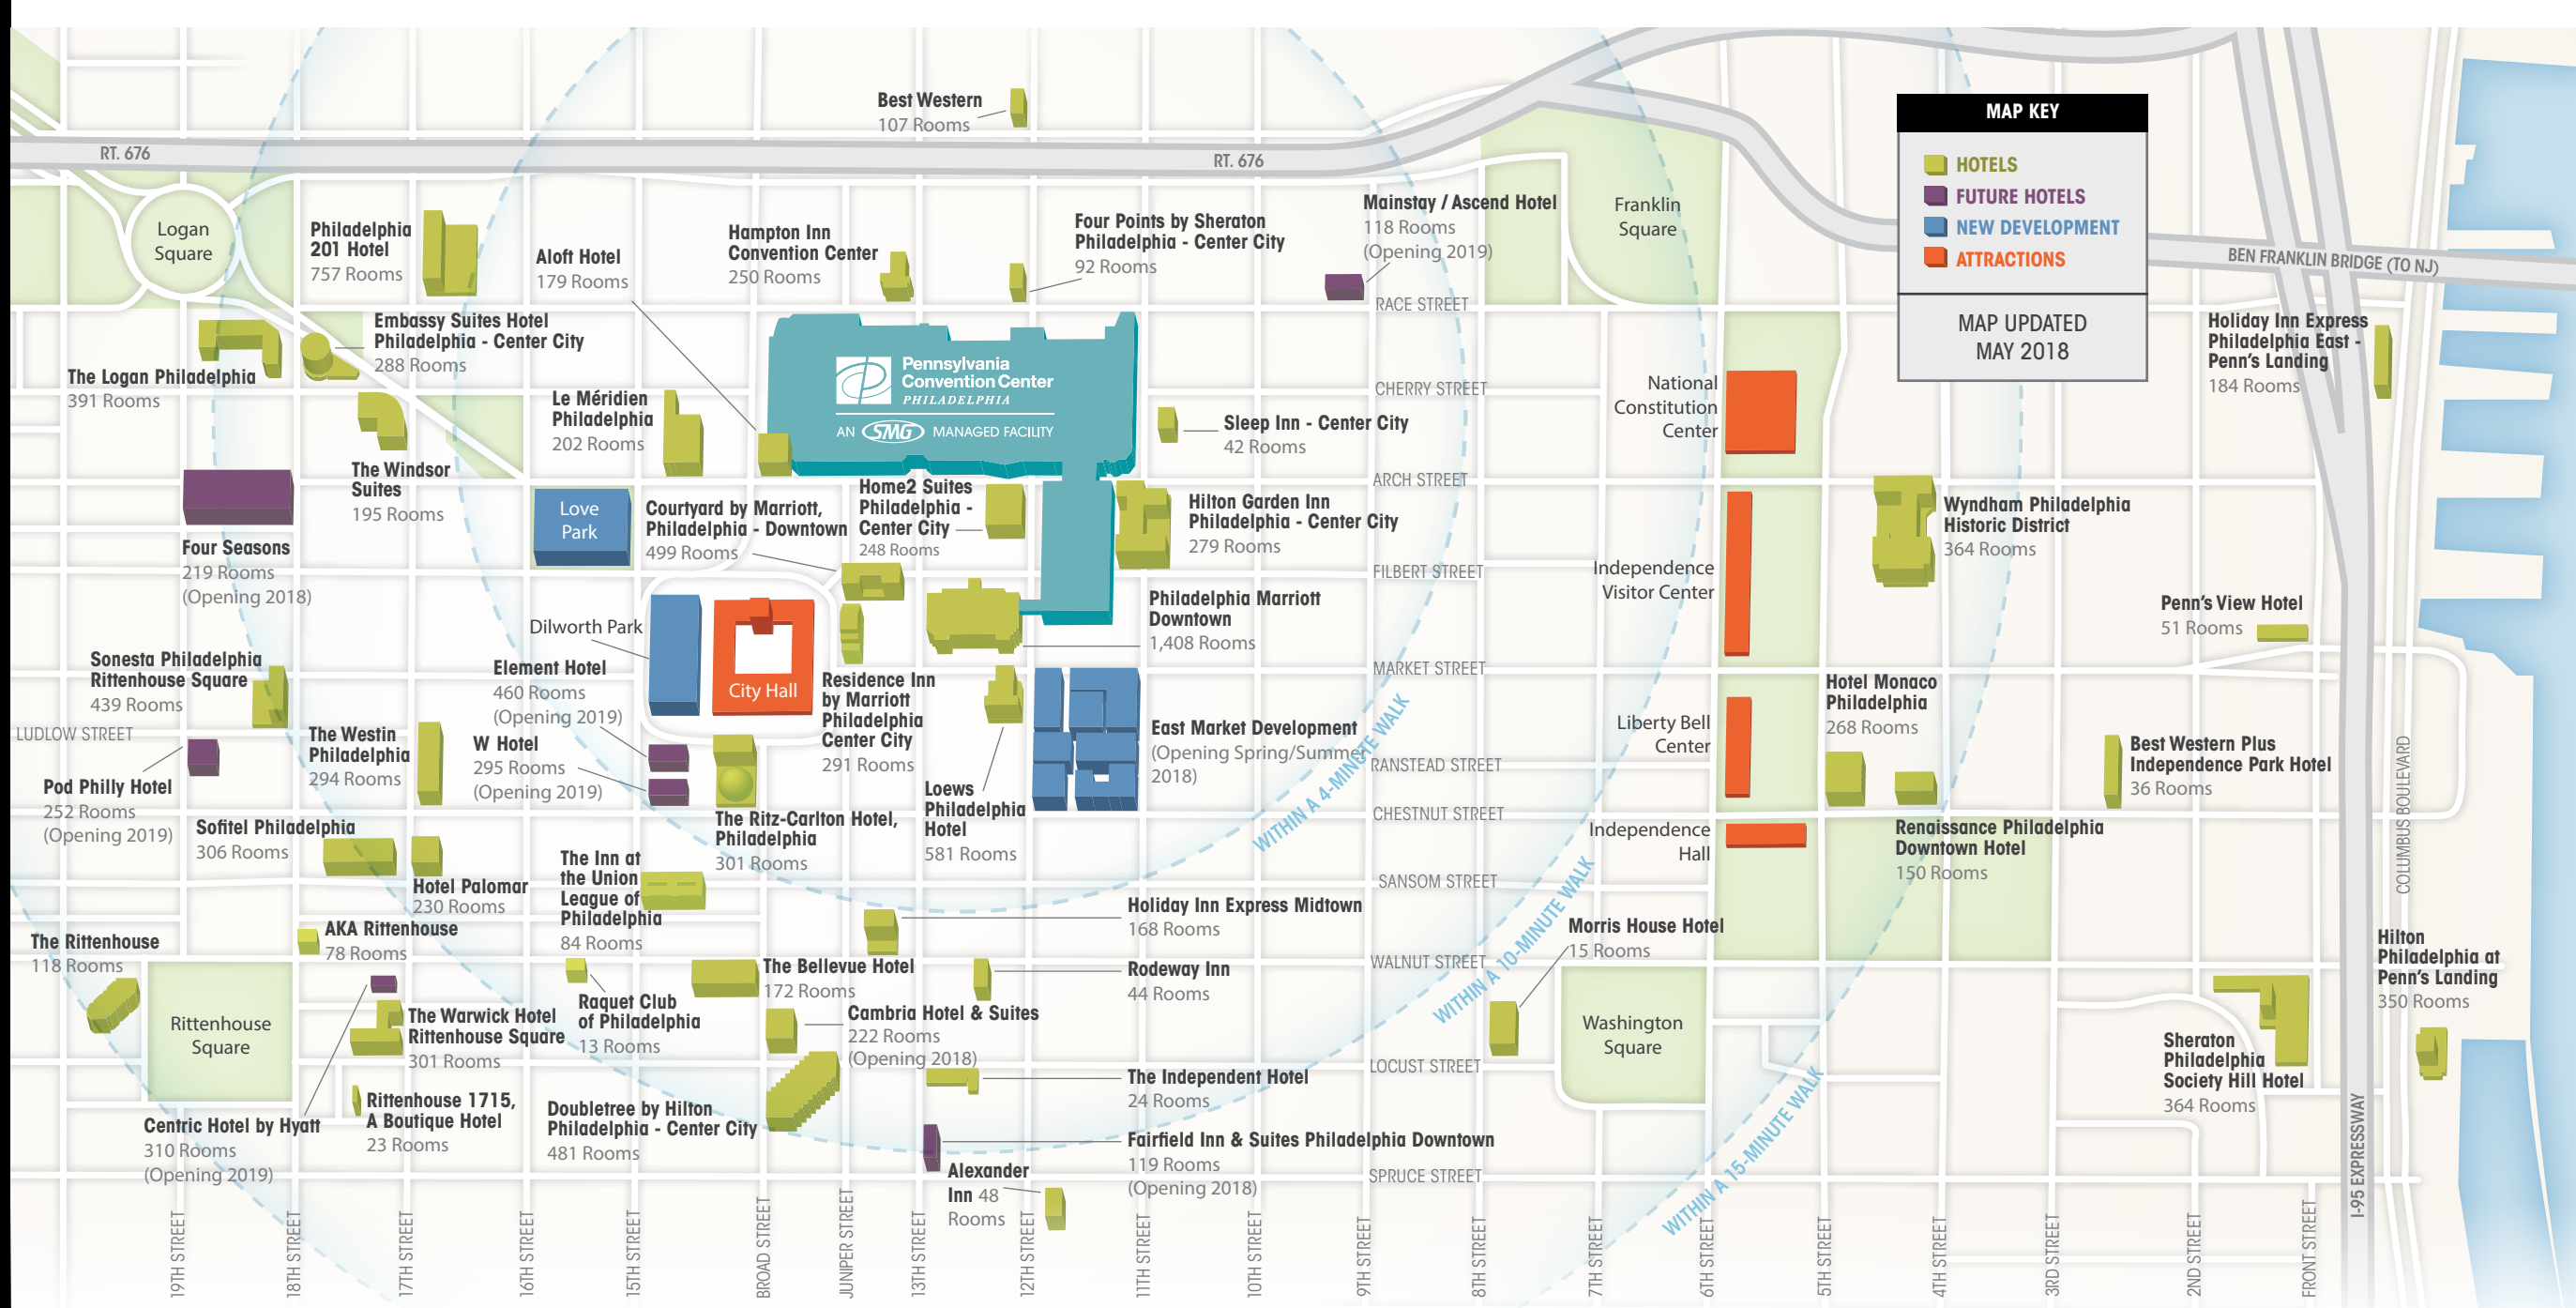 RT. 676
RT. 676
Best Western
107 Rooms
MAP KEY
HOTELS
FUTURE HOTELS
NEW DEVELOPMENT
ATTRACTIONS
MAP UPDATED
MAY 2018
BEN FRANKLIN BRIDGE (TO NJ)
Logan
Square
Philadelphia
201 Hotel
757 Rooms
Aloft Hotel
179 Rooms
Hampton Inn
Convention Center
250 Rooms
Four Points by Sheraton
Philadelphia - Center City
92 Rooms
Mainstay / Ascend Hotel
118 Rooms
(Opening 2019)
Franklin
Square
RACE STREET
Embassy Suites Hotel
Philadelphia - Center City
288 Rooms
The Logan Philadelphia
391 Rooms
Le Méridien
Philadelphia
202 Rooms
Pennsylvania
Convention Center
PHILADELPHIA
AN SMG MANAGED FACILITY
CHERRY STREET
Sleep Inn - Center City
42 Rooms
National
Constitution
Center
Holiday Inn Express
Philadelphia East -
Penn's Landing
184 Rooms
The Windsor
Suites
195 Rooms
ARCH STREET
Four Seasons
219 Rooms
(Opening 2018)
Love
Park
Courtyard by Marriott,
Philadelphia - Downtown
499 Rooms
Home2 Suites
Philadelphia -
Center City
248 Rooms
Hilton Garden Inn
Philadelphia - Center City
279 Rooms
Wyndham Philadelphia
Historic District
364 Rooms
FILBERT STREET
Independence
Visitor Center
Dilworth Park
Philadelphia Marriott
Downtown
1,408 Rooms
Penn's View Hotel
51 Rooms
MARKET STREET
Sonesta Philadelphia
Rittenhouse Square
439 Rooms
LUDLOW STREET
Element Hotel
460 Rooms
(Opening 2019)
City Hall
Residence Inn
by Marriott
Philadelphia
Center City
291 Rooms
Hotel Monaco
Philadelphia
268 Rooms
The Westin
Philadelphia
294 Rooms
W Hotel
295 Rooms
(Opening 2019)
East Market Development
(Opening Spring/Summer
2018)
WITHIN A 4-MINUTE WALK
Liberty Bell
Center
RANSTEAD STREET
Best Western Plus
Independence Park Hotel
36 Rooms
COLUMBUS BOULEVARD
Pod Philly Hotel
252 Rooms
(Opening 2019)
Loews
Philadelphia
Hotel
581 Rooms
CHESTNUT STREET
Sofitel Philadelphia
306 Rooms
The Ritz-Carlton Hotel,
Philadelphia
301 Rooms
Independence
Hall
Renaissance Philadelphia
Downtown Hotel
150 Rooms
Hotel Palomar
230 Rooms
The Inn at
the Union
League of
Philadelphia
84 Rooms
SANSOM STREET
WITHIN A 10-MINUTE WALK
AKA Rittenhouse
78 Rooms
The Rittenhouse
118 Rooms
Holiday Inn Express Midtown
168 Rooms
Morris House Hotel
15 Rooms
Hilton
Philadelphia at
Penn's Landing
350 Rooms
WALNUT STREET
The Bellevue Hotel
172 Rooms
Rodeway Inn
44 Rooms
Raquet Club
of Philadelphia
13 Rooms
Rittenhouse
Square
The Warwick Hotel
Rittenhouse Square
301 Rooms
Cambria Hotel & Suites
222 Rooms
(Opening 2018)
Washington
Square
Sheraton
Philadelphia
Society Hill Hotel
364 Rooms
LOCUST STREET
The Independent Hotel
24 Rooms
WITHIN A 15-MINUTE WALK
Centric Hotel by Hyatt
310 Rooms
(Opening 2019)
Rittenhouse 1715,
A Boutique Hotel
23 Rooms
Doubletree by Hilton
Philadelphia - Center City
481 Rooms
Fairfield Inn & Suites Philadelphia Downtown
119 Rooms
(Opening 2018)
Alexander
Inn 48
Rooms
SPRUCE STREET
I-95 EXPRESSWAY
19TH STREET
18TH STREET
17TH STREET
16TH STREET
15TH STREET
BROAD STREET
JUNIPER STREET
13TH STREET
12TH STREET
11TH STREET
10TH STREET
9TH STREET
8TH STREET
7TH STREET
6TH STREET
5TH STREET
4TH STREET
3RD STREET
2ND STREET
FRONT STREET